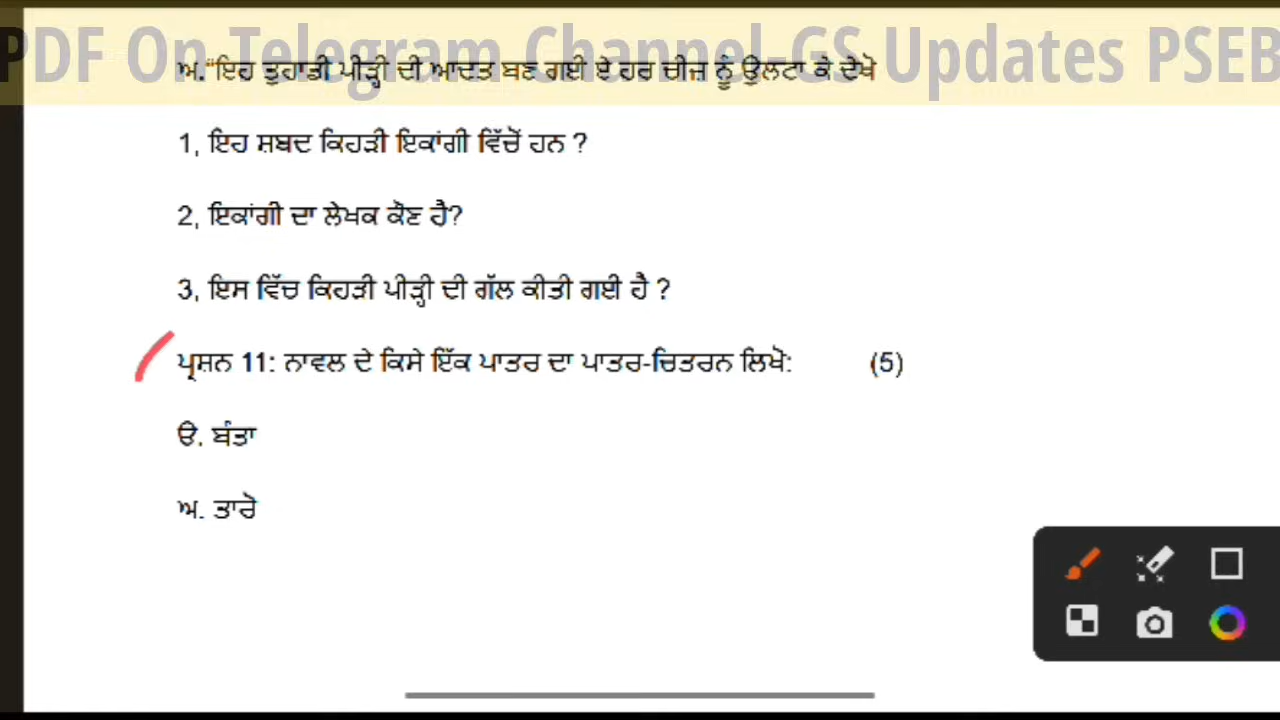 PDF On Telegram Channel-GS Updates PSEB
ਅ."ਇਹ ਤੁਹਾਡੀ ਪੀੜ੍ਹੀ ਦੀ ਆਦਤ ਬਣ ਗਈ ਏ ਹਰ ਚੀਜ਼ ਨੂੰ ਉਲਟਾ ਕੇ ਦੇਖੋ
1, ਇਹ ਸ਼ਬਦ ਕਿਹੜੀ ਇਕਾਂਗੀ ਵਿੱਚੋਂ ਹਨ ?
2, ਇਕਾਂਗੀ ਦਾ ਲੇਖਕ ਕੌਣ ਹੈ?
3, ਇਸ ਵਿੱਚ ਕਿਹੜੀ ਪੀੜ੍ਹੀ ਦੀ ਗੱਲ ਕੀਤੀ ਗਈ ਹੈ ?
ਪ੍ਰਸ਼ਨ 11: ਨਾਵਲ ਦੇ ਕਿਸੇ ਇੱਕ ਪਾਤਰ ਦਾ ਪਾਤਰ-ਚਿਤਰਨ ਲਿਖੋ: (5)
ੳ. ਬੰਤਾ
ਅ. ਤਾਰੋ